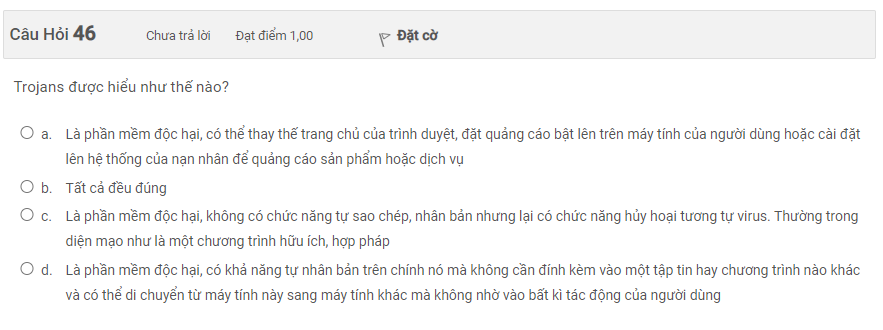 Câu Hỏi 46 Chưa trả lời Đạt điểm 1,00 Đặt cờ
Trojans được hiểu như thế nào?
a. Là phần mềm độc hại, có thể thay thế trang chủ của trình duyệt, đặt quảng cáo bật lên trên máy tính của người dùng hoặc cài đặt
lên hệ thống của nạn nhân để quảng cáo sản phẩm hoặc dịch vụ
b. Tất cả đều đúng
c. Là phần mềm độc hại, không có chức năng tự sao chép, nhân bản nhưng lại có chức năng hủy hoại tương tự virus. Thường trong
diện mạo như là một chương trình hữu ích, hợp pháp
d. Là phần mềm độc hại, có khả năng tự nhân bản trên chính nó mà không cần đính kèm vào một tập tin hay chương trình nào khác
và có thể di chuyển từ máy tính này sang máy tính khác mà không nhờ vào bất kì tác động của người dùng